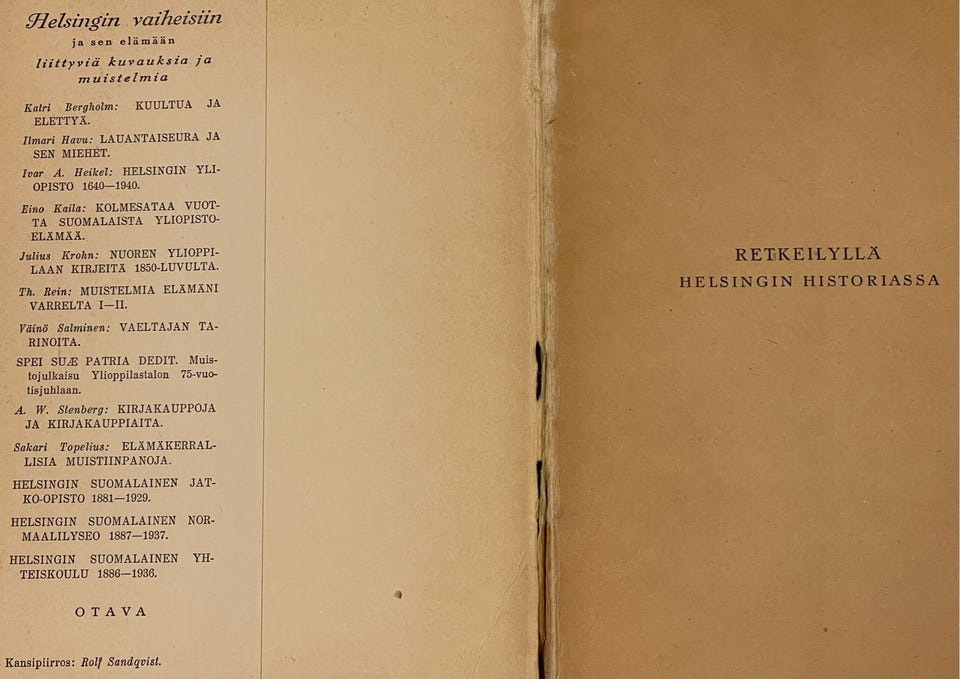 Helsingin vaiheisiin
ja sen elämään
liittyviä kuvauksia ja
muistelmia
Katri Bergholm: KUULTUA JA
ELETTYÄ.
Ilmari Havu: LAUANTAISEURA JA
SEN MIEHET.
Ivar A. Heikel: HELSINGIN YLI-
OPISTO 1640—1940.
Eino Kaila: KOLMESATAA VUOT-
TA SUOMALAISTA YLIOPISTO-
ELÄMÄÄ.
Julius Krohn: NUOREN YLIOPPI-
LAAN KIRJEITÄ 1850-LUVULTA.
Th. Rein: MUISTELMIA ELÄMÄNI
VARRELTA I—II.
Väinö Salminen: VAELTAJAN TA-
RINOITA.
SPEI SUÆ PATRIA DEDIT. Muis-
tojulkaisu Ylioppilastalon 75-vuo-
tisjuhlaan.
A. W. Stenberg: KIRJAKAUPPOJA
JA KIRJAKAUPPIAITA.
Sakari Topelius: ELÄMÄKERRAL-
LISIA MUISTIINPANOJA.
HELSINGIN SUOMALAINEN JAT-
KO-OPISTO 1881—1929.
HELSINGIN SUOMALAINEN NOR-
MAALILYSEO 1887—1937.
HELSINGIN SUOMALAINEN YH-
TEISKOULU 1886—1936.
OTAVA
Kansipiirros: Rolf Sandqvist.
RETKEILYLLÄ
HELSINGIN HISTORIASSA